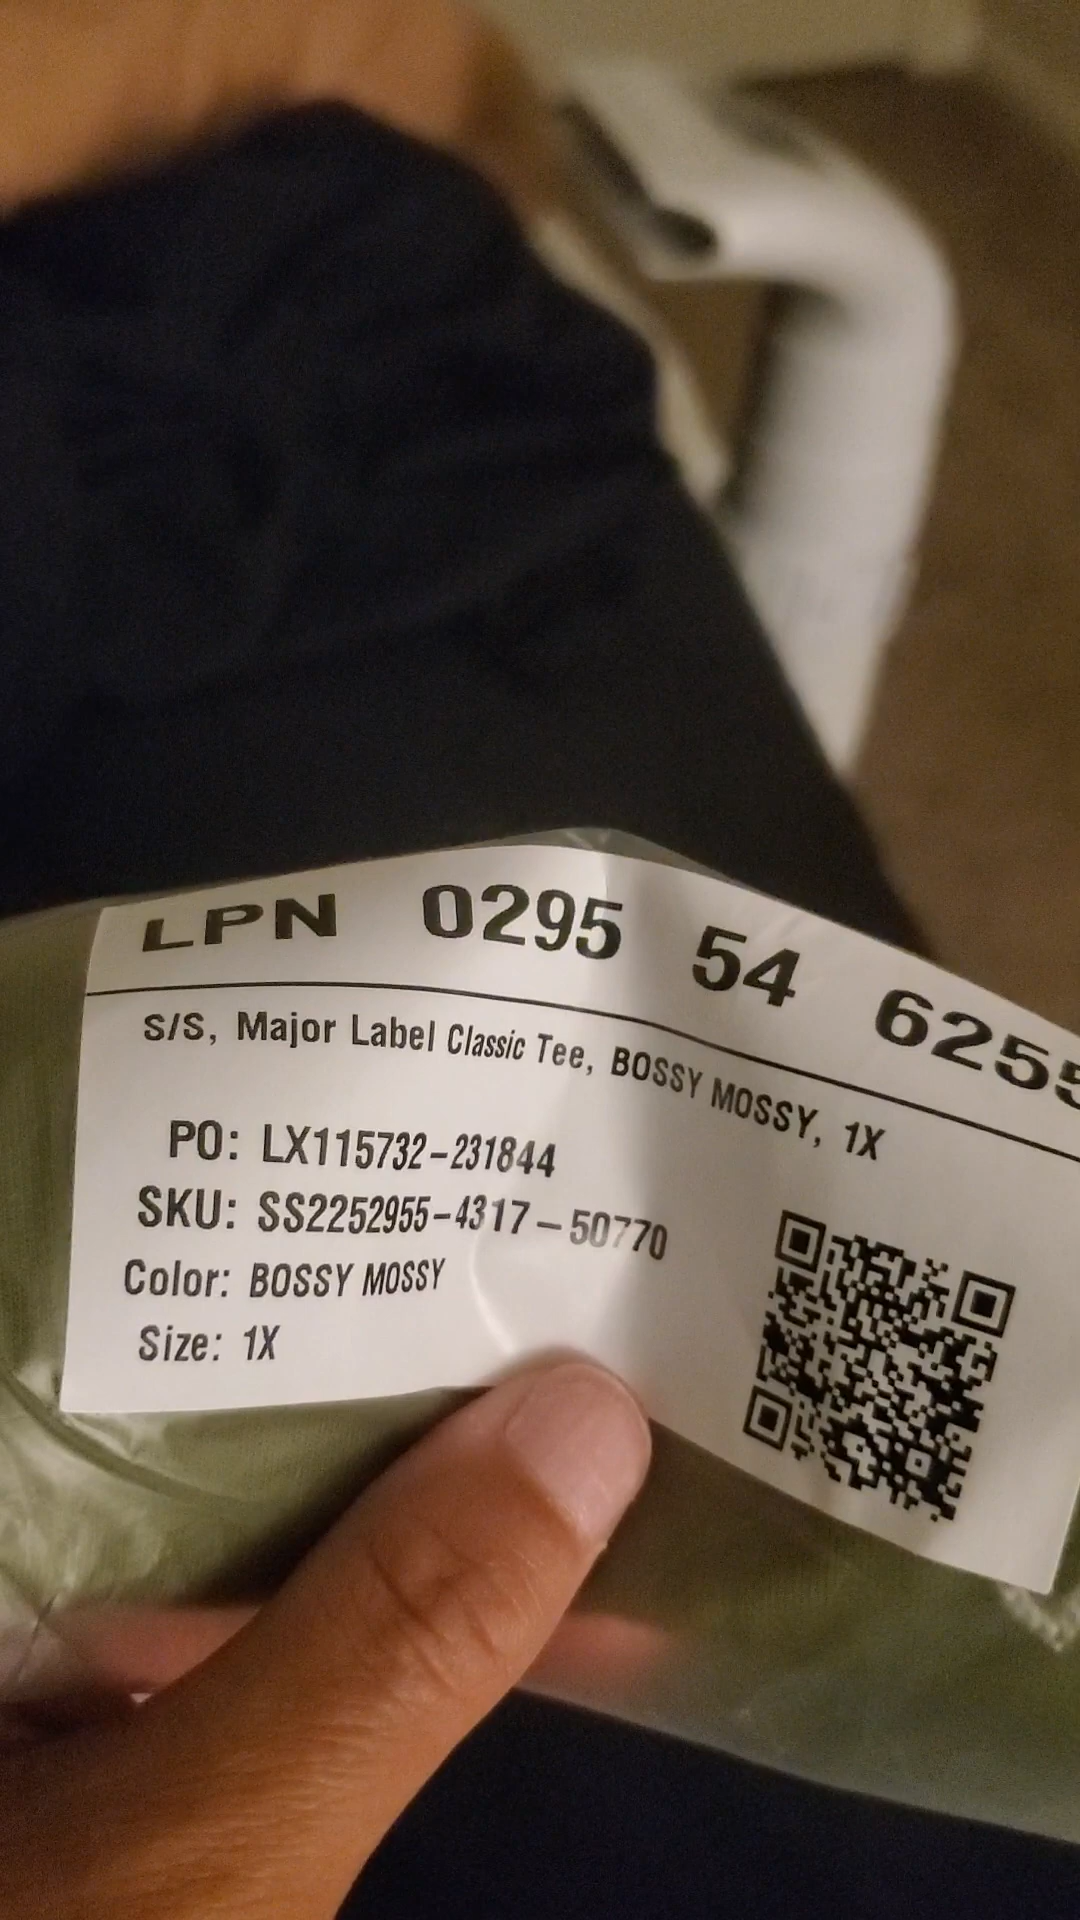 LPN 0295 54 6255
S/S, Major Label Classic Tee, BOSSY MOSSY, 1X
PO: LX115732-231844
SKU: SS2252955-4317-50770
Color: BOSSY MOSSY
Size: 1X